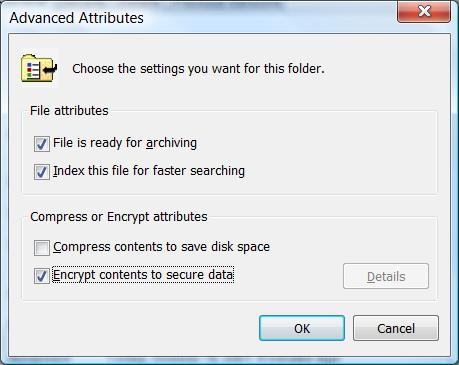 Advanced Attributes
Choose the settings you want for this folder.
File attributes
File is ready for archiving
Index this file for faster searching
Compress or Encrypt attributes
Compress contents to save disk space
Encrypt contents to secure data
Details
OK
Cancel